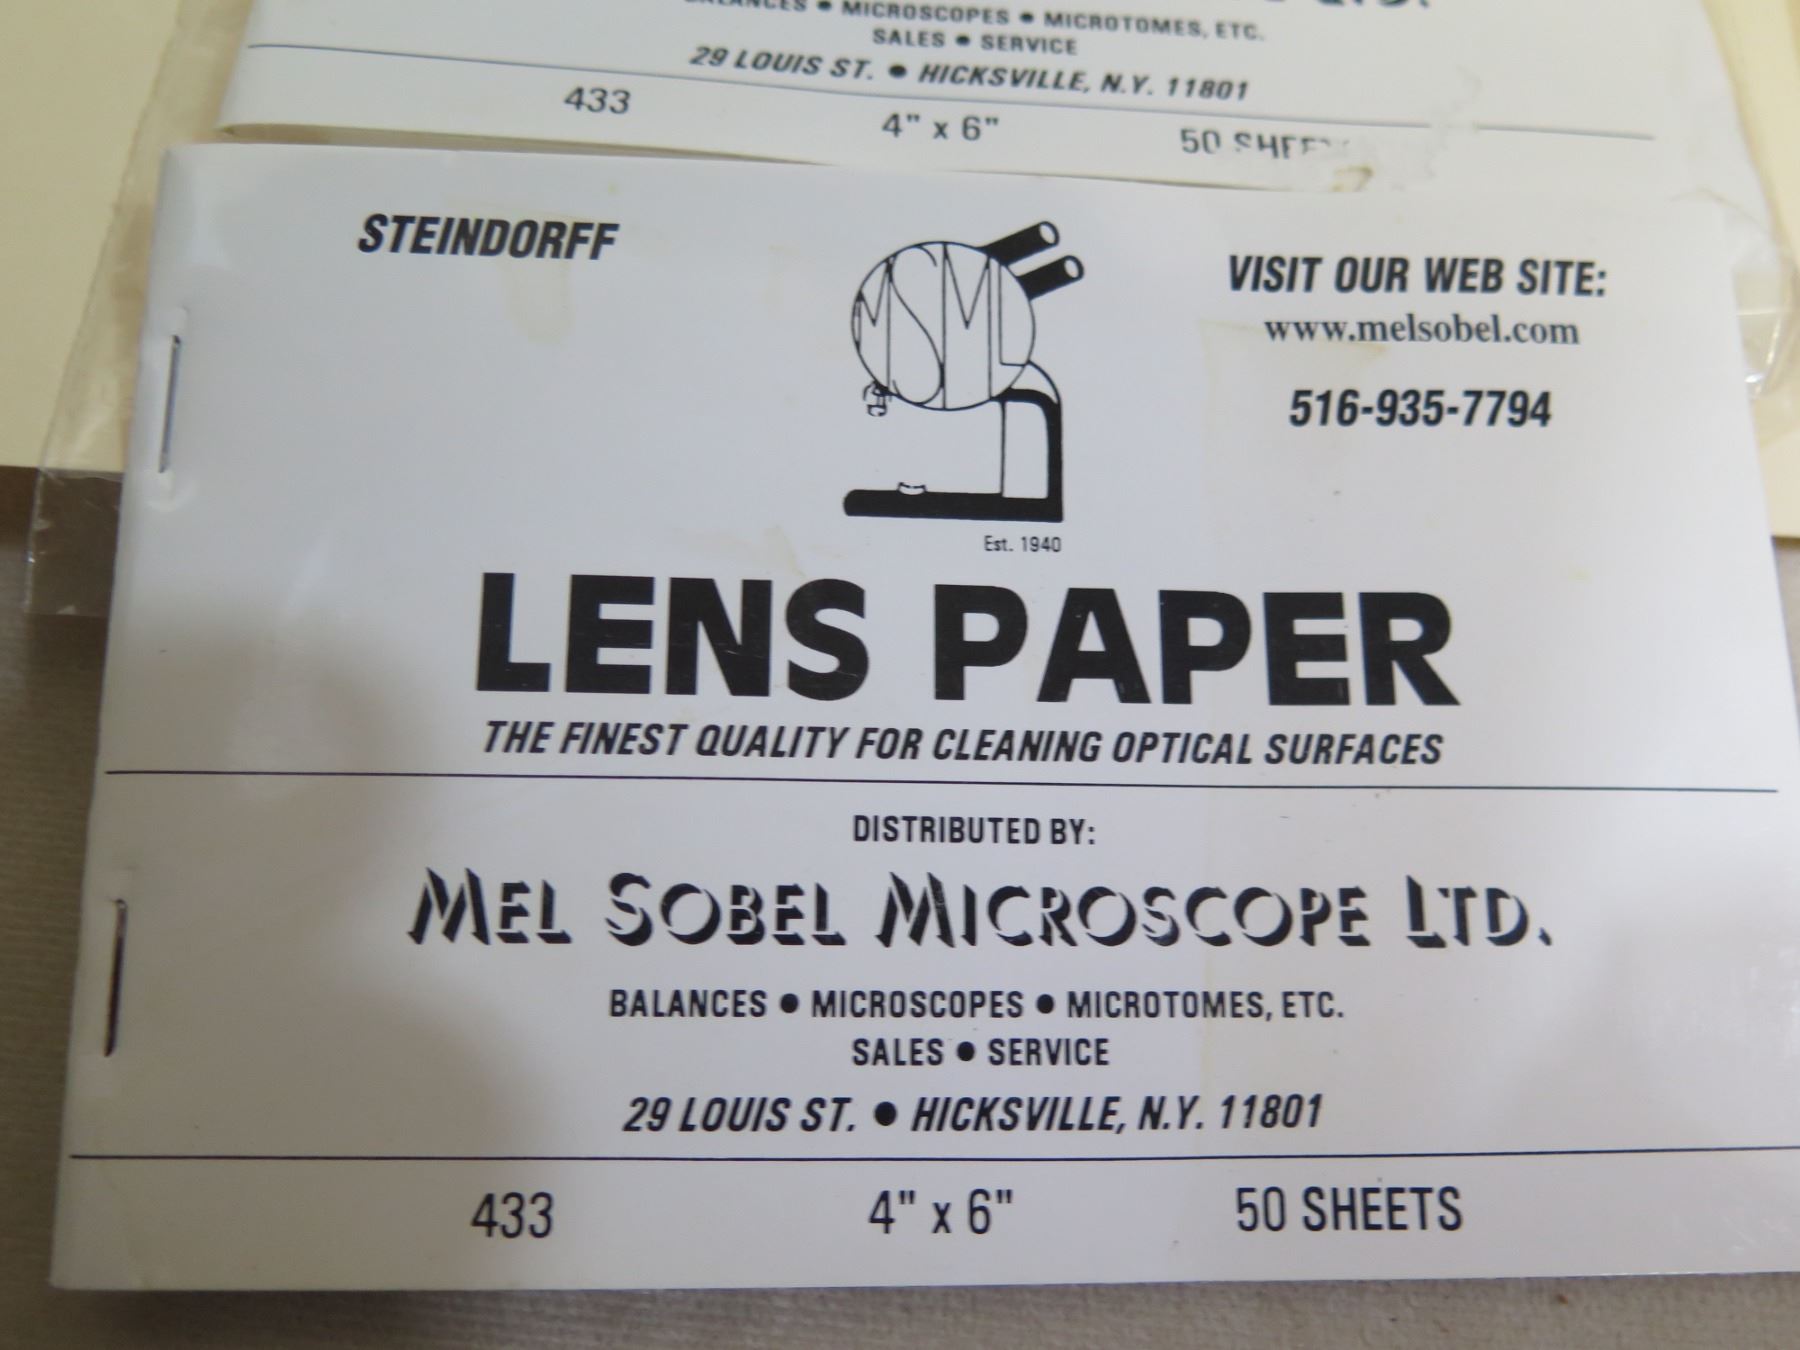 MICROSCOPES ● MICROTOMES, ETC.
SALES ● SERVICE
29 LOUIS ST. ● HICKSVILLE, N.Y. 11801
433 4" x 6" 50
STEINDORFF
MSML
VISIT OUR WEB SITE:
www.melsobel.com
516-935-7794
Est. 1940
LENS PAPER
THE FINEST QUALITY FOR CLEANING OPTICAL SURFACES
DISTRIBUTED BY:
MEL SOBEL MICROSCOPE LTD.
BALANCES ● MICROSCOPES ● MICROTOMES, ETC.
SALES ● SERVICE
29 LOUIS ST. ● HICKSVILLE, N.Y. 11801
433 4" x 6" 50 SHEETS